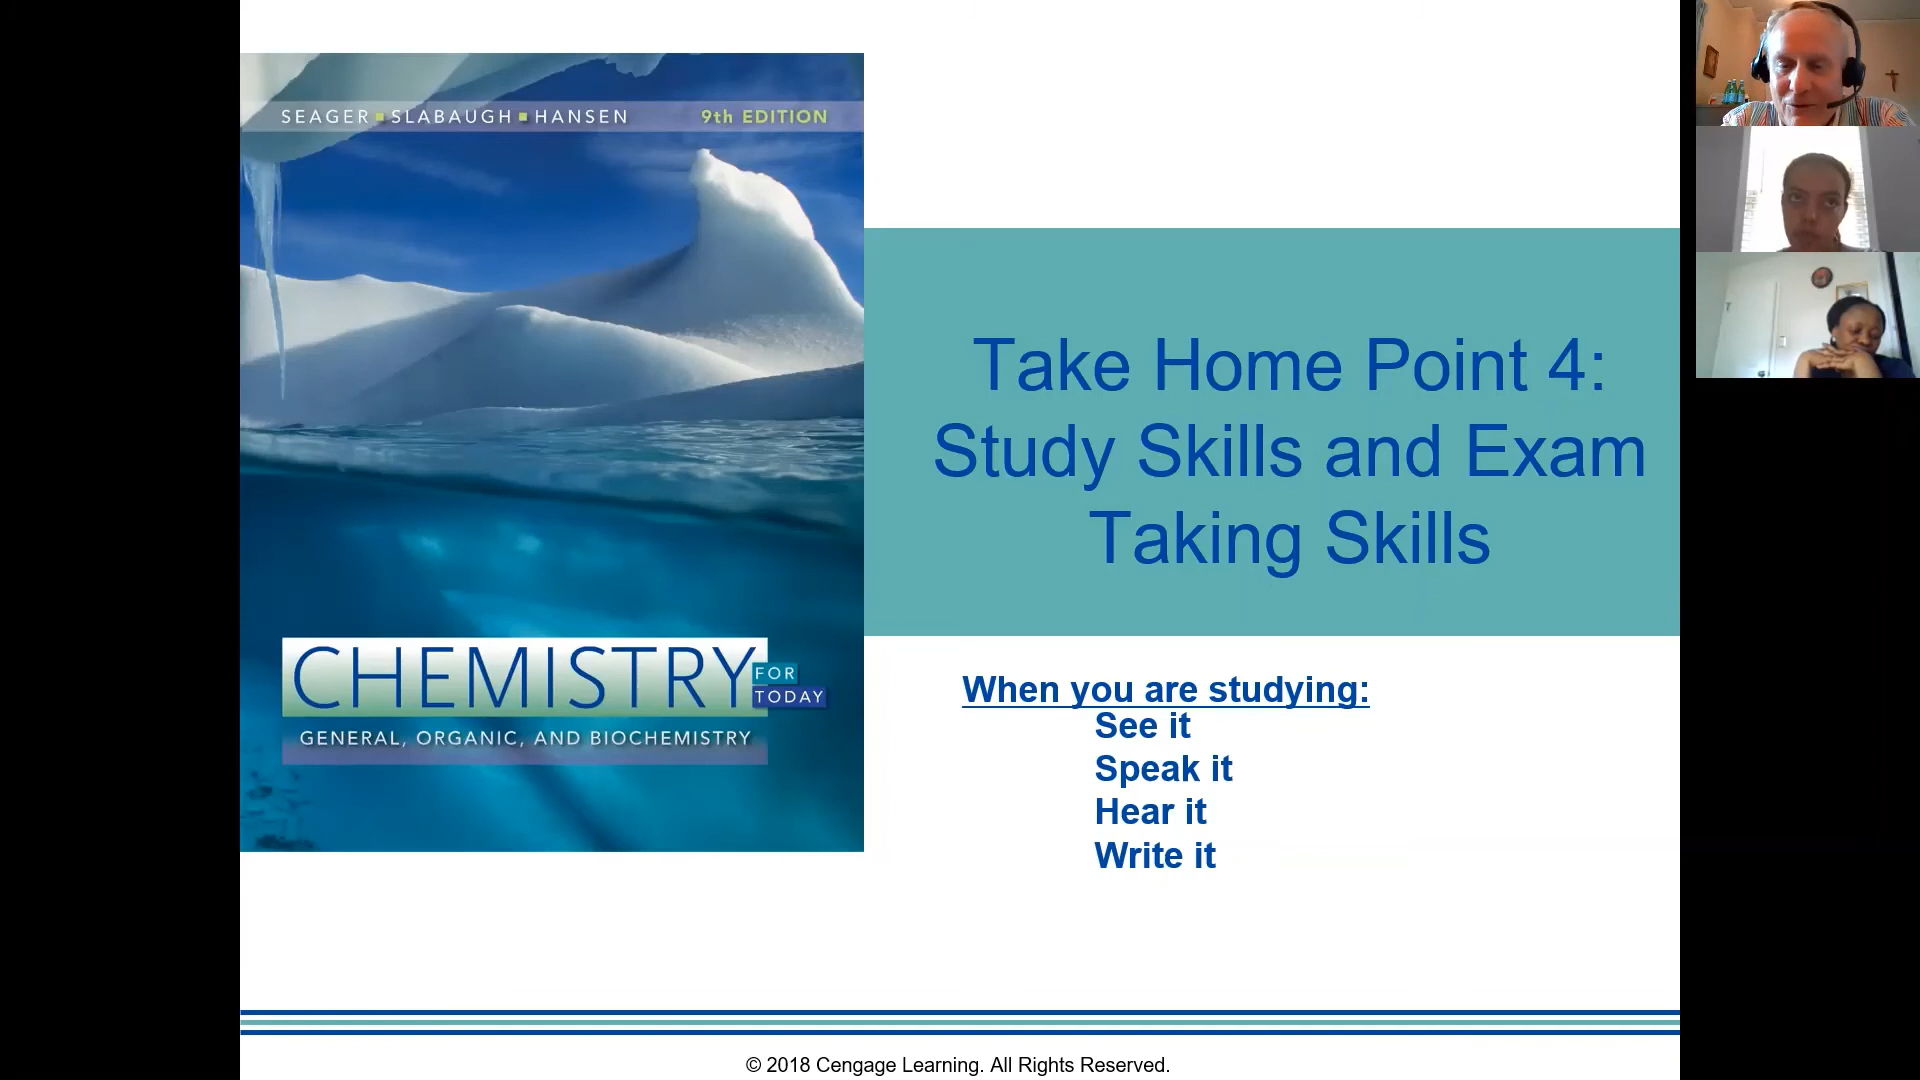 SEAGER ▪ SLABAUGH ▪ HANSEN 9th EDITION
CHEMISTRY FOR TODAY
GENERAL, ORGANIC, AND BIOCHEMISTRY
Take Home Point 4:
Study Skills and Exam
Taking Skills
When you are studying:
See it
Speak it
Hear it
Write it
© 2018 Cengage Learning. All Rights Reserved.